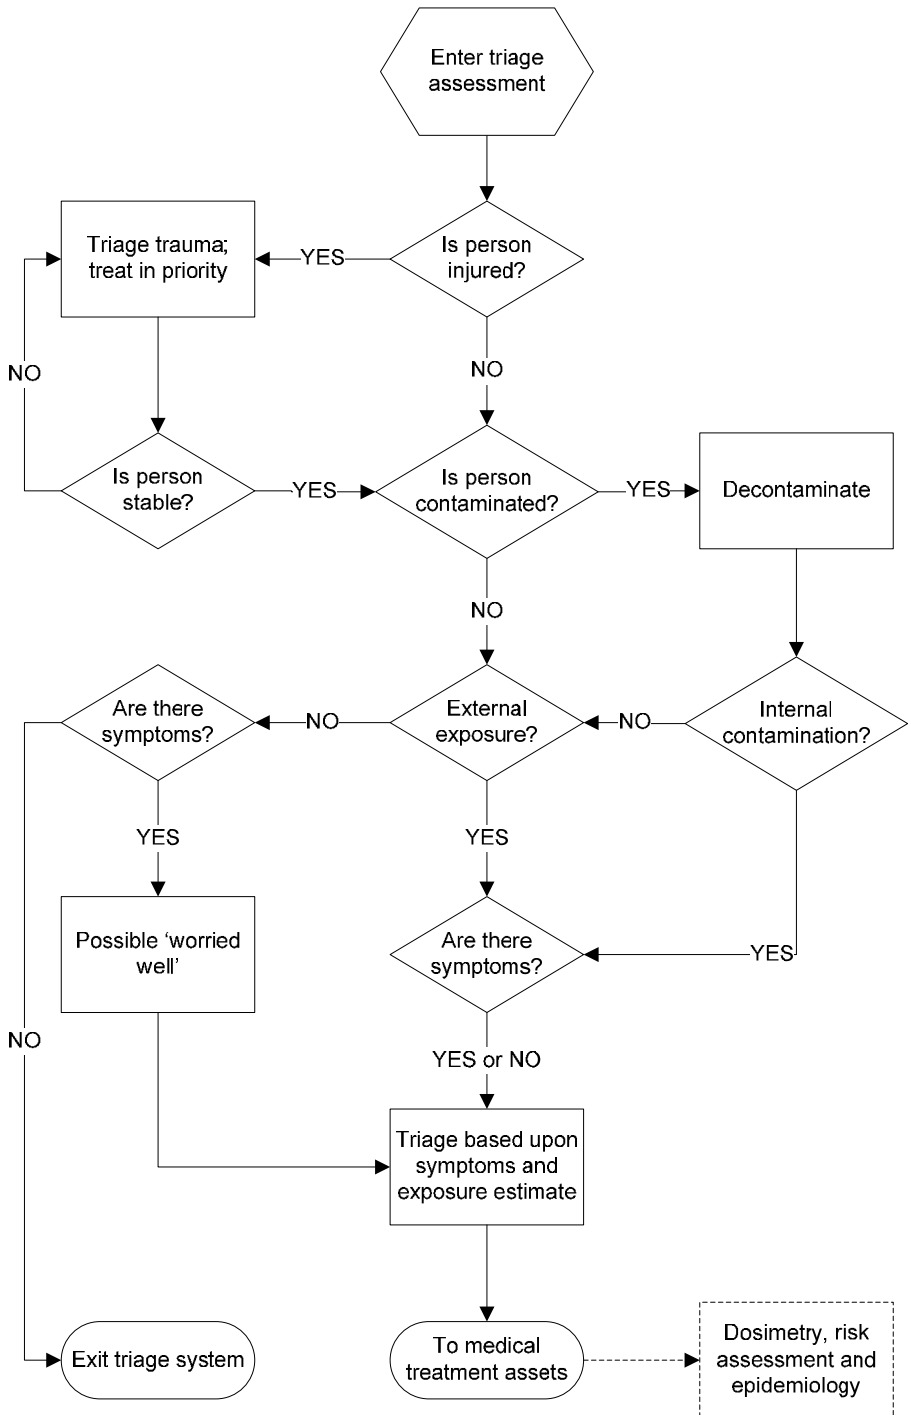 Enter triage
assessment
Is person
injured?
YES
Triage trauma;
treat in priority
NO
NO
Is person
stable?
YES
Is person
contaminated?
YES
Decontaminate
NO
Are there
symptoms?
NO
External
exposure?
NO
Internal
contamination?
YES
YES
Possible ‘worried
well’
Are there
symptoms?
YES
NO
YES or NO
Triage based upon
symptoms and
exposure estimate
Exit triage system
To medical
treatment assets
Dosimetry, risk
assessment and
epidemiology